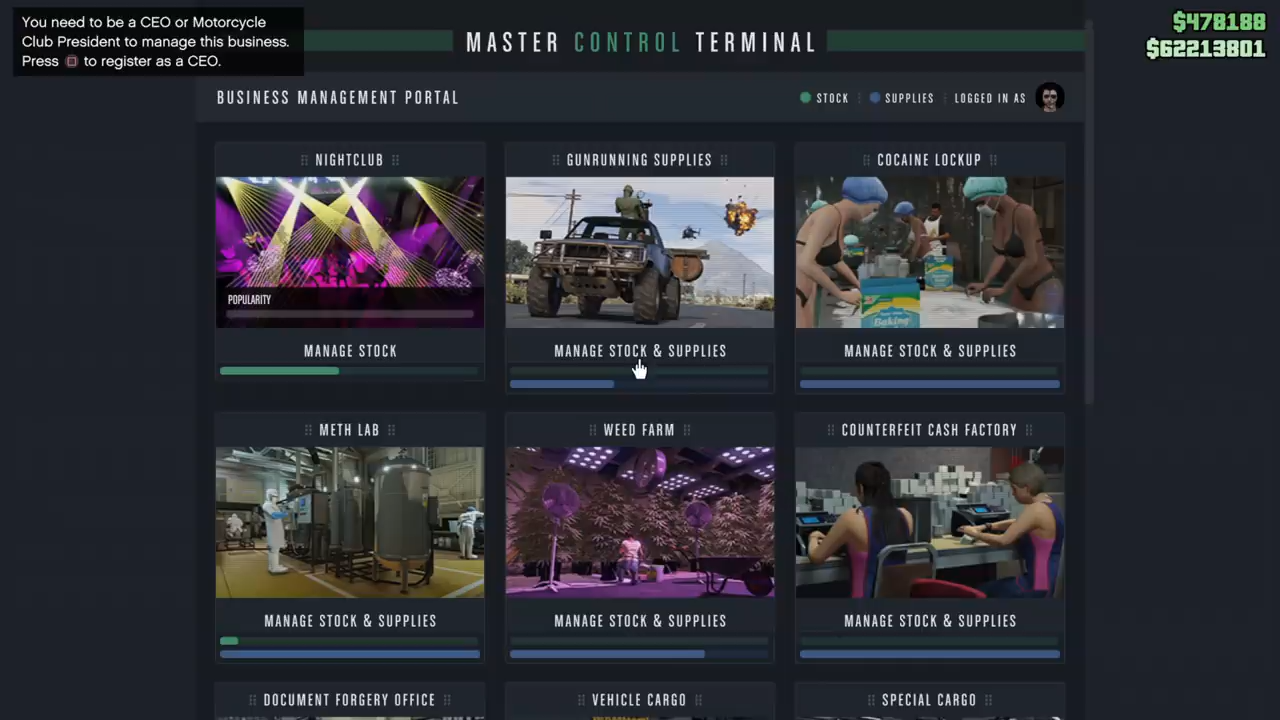 You need to be a CEO or Motorcycle
Club President to manage this business.
Press to register as a CEO.
$478188
$62213801
MASTER CONTROL TERMINAL
BUSINESS MANAGEMENT PORTAL
STOCK
SUPPLIES
LOGGED IN AS
NIGHTCLUB
GUNRUNNING SUPPLIES
COCAINE LOCKUP
POPULARITY
Baking
MANAGE STOCK
MANAGE STOCK & SUPPLIES
MANAGE STOCK & SUPPLIES
METH LAB
WEED FARM
COUNTERFEIT CASH FACTORY
MANAGE STOCK & SUPPLIES
MANAGE STOCK & SUPPLIES
MANAGE STOCK & SUPPLIES
DOCUMENT FORGERY OFFICE
VEHICLE CARGO
SPECIAL CARGO